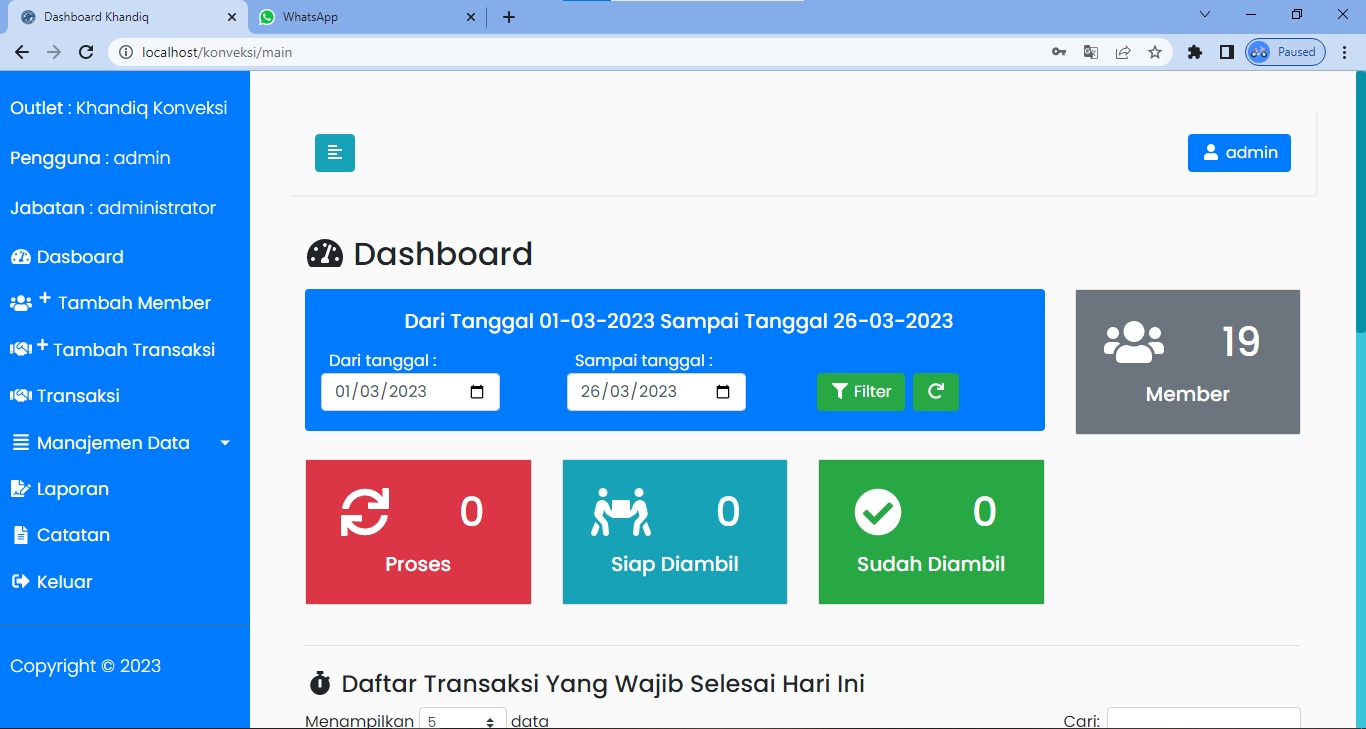 Dashboard Khandiq
WhatsApp
localhost/konveksi/main
Paused
Outlet : Khandiq Konveksi
Pengguna : admin
Jabatan : administrator
Dasboard
Tambah Member
Tambah Transaksi
Transaksi
Manajemen Data
Laporan
Catatan
Keluar
Copyright © 2023
admin
Dashboard
Dari Tanggal 01-03-2023 Sampai Tanggal 26-03-2023
Dari tanggal : Sampai tanggal :
01/03/2023 26/03/2023 Filter
19
Member
0
Proses
0
Siap Diambil
0
Sudah Diambil
Daftar Transaksi Yang Wajib Selesai Hari Ini
Menampilkan 5 data Cari: